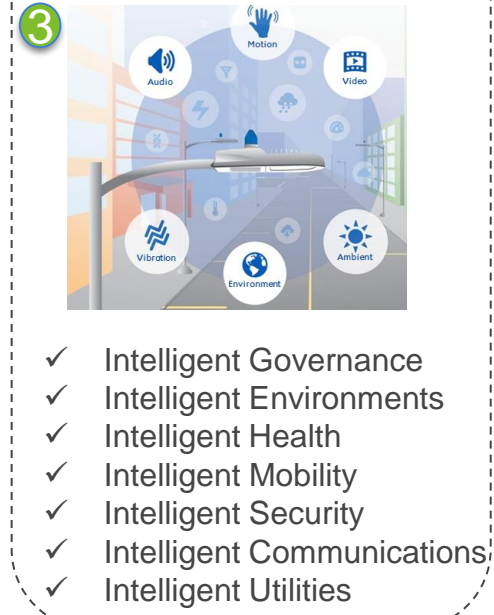 3
Motion
Audio
Video
Vibration
Ambient
Environment
✓ Intelligent Governance
✓ Intelligent Environments
✓ Intelligent Health
✓ Intelligent Mobility
✓ Intelligent Security
✓ Intelligent Communications
✓ Intelligent Utilities